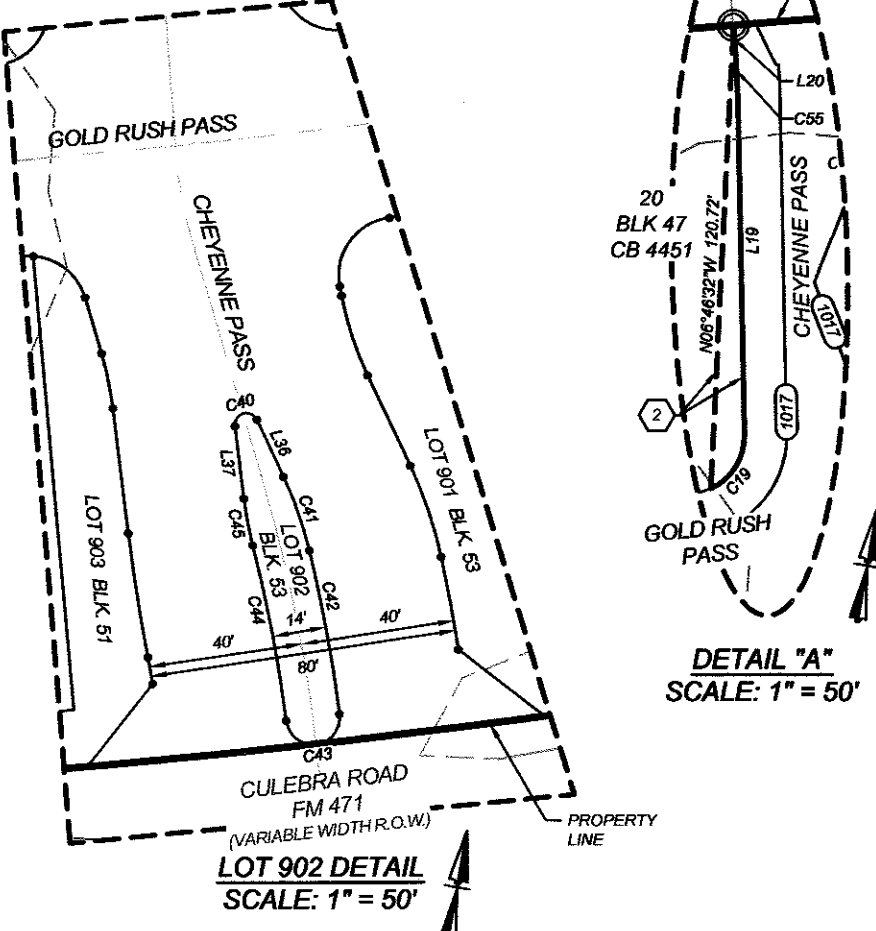 GOLD RUSH PASS
CHEYENNE PASS
C40
L37
L36
C45
C41
LOT 902
BLK. 53
C44
C42
14'
40'
40'
80'
C43
LOT 903 BLK. 51
LOT 901 BLK. 53
CULEBRA ROAD
FM 471
(VARIABLE WIDTH R.O.W.)
PROPERTY
LINE
LOT 902 DETAIL
SCALE: 1" = 50'
L20
C55
C
20
BLK 47
CB 4451
N06°46'32"W 120.72'
L19
CHEYENNE PASS
1017
1017
2
C19
GOLD RUSH
PASS
DETAIL "A"
SCALE: 1" = 50'